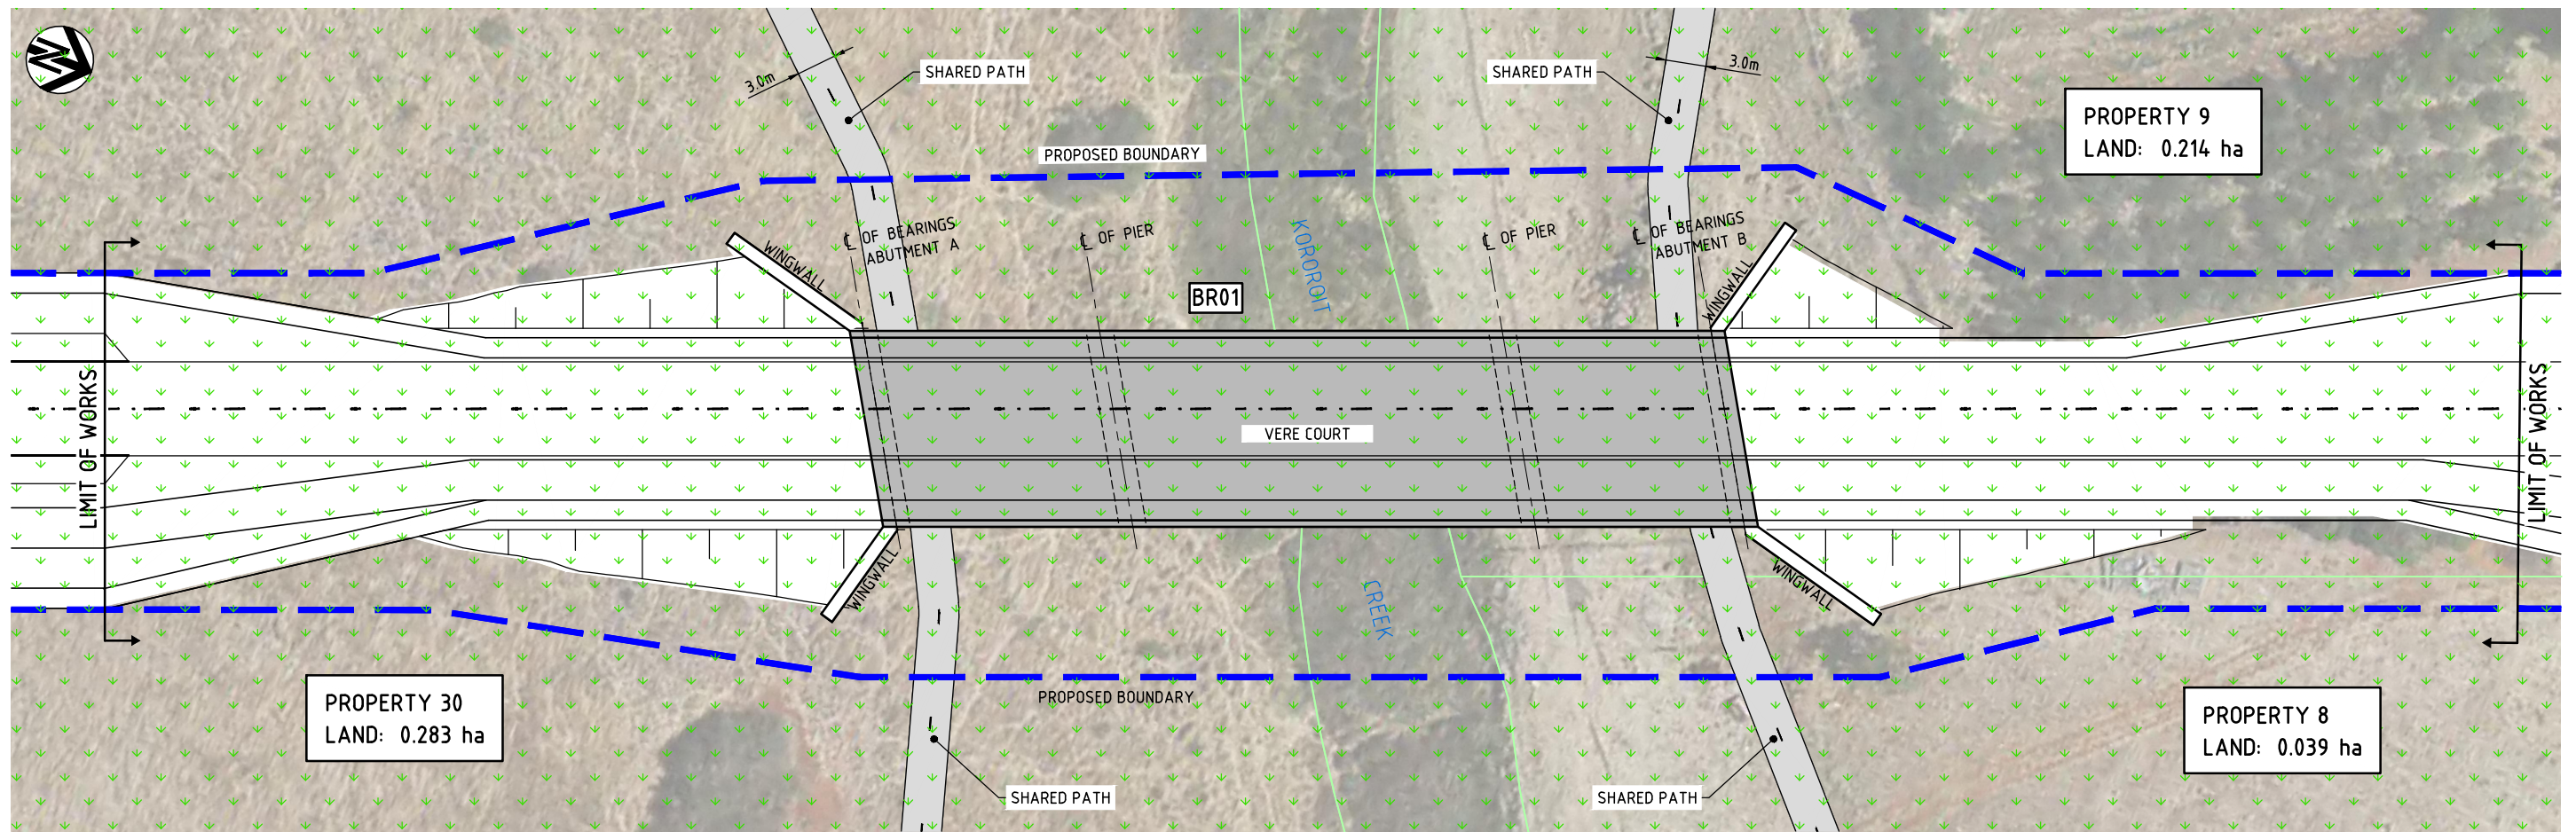 N
3.0m
SHARED PATH
SHARED PATH
3.0m
PROPERTY 9
LAND: 0.214 ha
PROPOSED BOUNDARY
WINGWALL
℄ OF BEARINGS
ABUTMENT A
℄ OF PIER
KOROROIT
℄ OF PIER
℄ OF BEARINGS
ABUTMENT B
WINGWALL
BR01
LIMIT OF WORKS
VERE COURT
LIMIT OF WORKS
WINGWALL
CREEK
WINGWALL
PROPERTY 30
LAND: 0.283 ha
PROPOSED BOUNDARY
PROPERTY 8
LAND: 0.039 ha
SHARED PATH
SHARED PATH